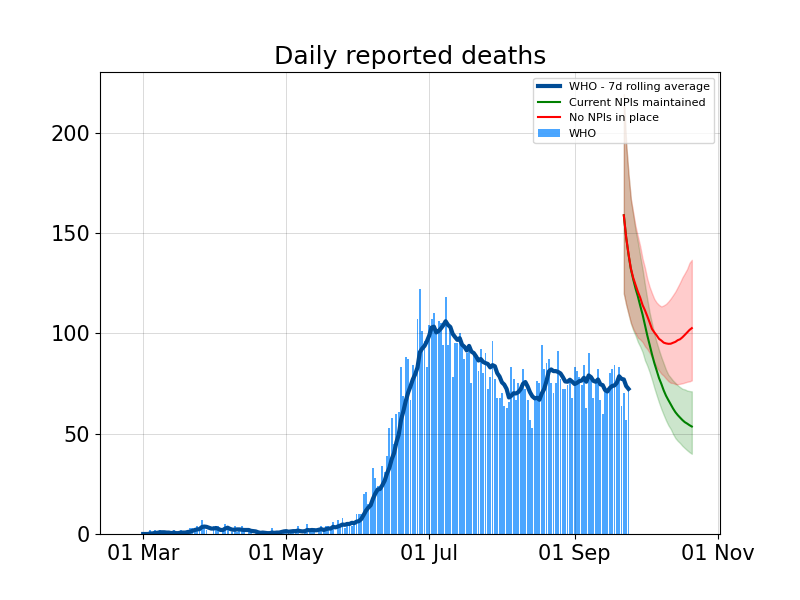 Daily reported deaths
WHO - 7d rolling average
Current NPIs maintained
No NPIs in place
WHO
200
150
100
50
0
01 Mar
01 May
01 Jul
01 Sep
01 Nov